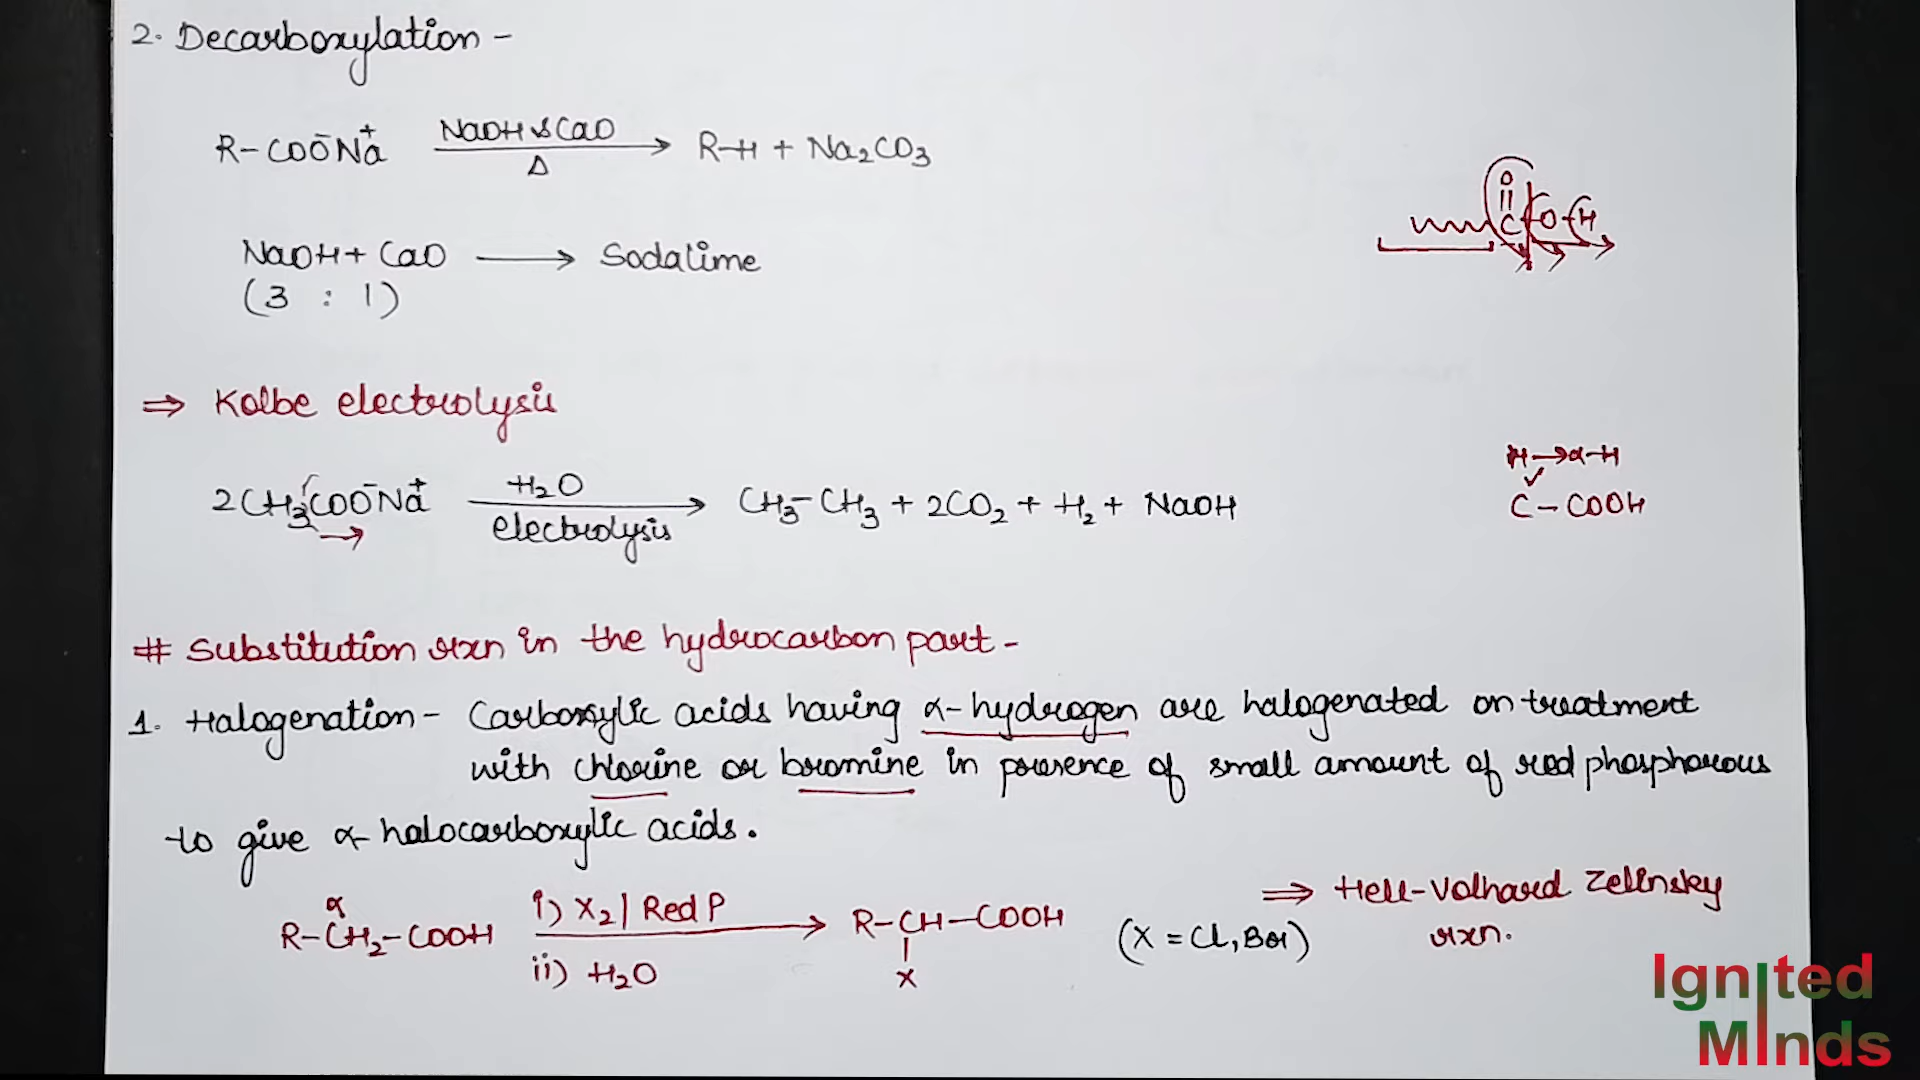 2. Decarboxylation -
R-COO⁻Na⁺ NaOH & CaO → Δ R-H + Na₂CO₃
O
||
C-O-H
NaOH + CaO → Sodalime
(3 : 1)
⇒ Kolbe electrolysis
H → α-H
C - COOH
2CH₃COO⁻Na⁺ H₂O → electrolysis CH₃-CH₃ + 2CO₂ + H₂ + NaOH
# Substitution rxn in the hydrocarbon part -
1. Halogenation - Carboxylic acids having α-hydrogen are halogenated on treatment
with chlorine or bromine in presence of small amount of red phosphorous
to give α-halocarboxylic acids.
⇒ Hell-Volhard Zelinsky
rxn.
α
R-CH₂-COOH i) X₂ | Red P → ii) H₂O R-CH-COOH (X = Cl, Br)
|
X
Ignited
Minds